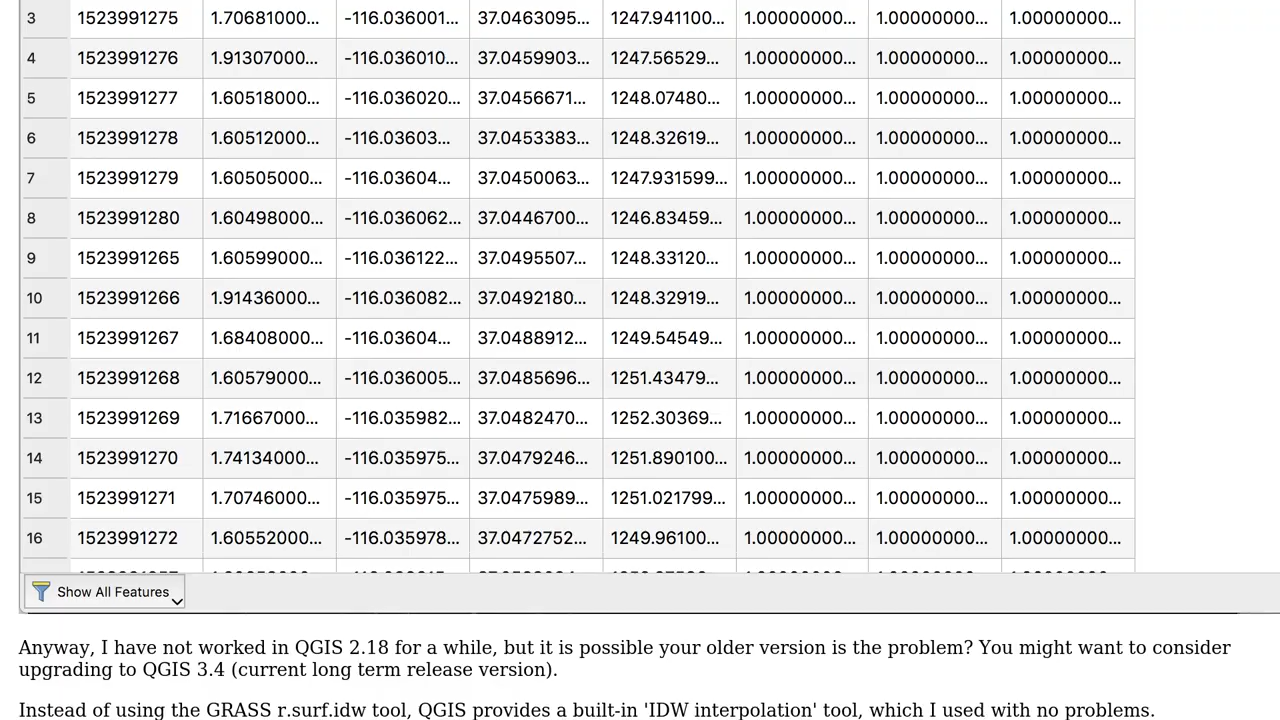 3 1523991275 1.70681000... -116.036001... 37.0463095... 1247.941100... 1.00000000... 1.00000000... 1.00000000...
4 1523991276 1.91307000... -116.036010... 37.0459903... 1247.56529... 1.00000000... 1.00000000... 1.00000000...
5 1523991277 1.60518000... -116.036020... 37.0456671... 1248.07480... 1.00000000... 1.00000000... 1.00000000...
6 1523991278 1.60512000... -116.03603... 37.0453383... 1248.32619... 1.00000000... 1.00000000... 1.00000000...
7 1523991279 1.60505000... -116.03604... 37.0450063... 1247.931599... 1.00000000... 1.00000000... 1.00000000...
8 1523991280 1.60498000... -116.036062... 37.0446700... 1246.83459... 1.00000000... 1.00000000... 1.00000000...
9 1523991265 1.60599000... -116.036122... 37.0495507... 1248.33120... 1.00000000... 1.00000000... 1.00000000...
10 1523991266 1.91436000... -116.036082... 37.0492180... 1248.32919... 1.00000000... 1.00000000... 1.00000000...
11 1523991267 1.68408000... -116.03604... 37.0488912... 1249.54549... 1.00000000... 1.00000000... 1.00000000...
12 1523991268 1.60579000... -116.036005... 37.0485696... 1251.43479... 1.00000000... 1.00000000... 1.00000000...
13 1523991269 1.71667000... -116.035982... 37.0482470... 1252.30369... 1.00000000... 1.00000000... 1.00000000...
14 1523991270 1.74134000... -116.035975... 37.0479246... 1251.890100... 1.00000000... 1.00000000... 1.00000000...
15 1523991271 1.70746000... -116.035975... 37.0475989... 1251.021799... 1.00000000... 1.00000000... 1.00000000...
16 1523991272 1.60552000... -116.035978... 37.0472752... 1249.96100... 1.00000000... 1.00000000... 1.00000000...
Show All Features
Anyway, I have not worked in QGIS 2.18 for a while, but it is possible your older version is the problem? You might want to consider
upgrading to QGIS 3.4 (current long term release version).
Instead of using the GRASS r.surf.idw tool, QGIS provides a built-in 'IDW interpolation' tool, which I used with no problems.